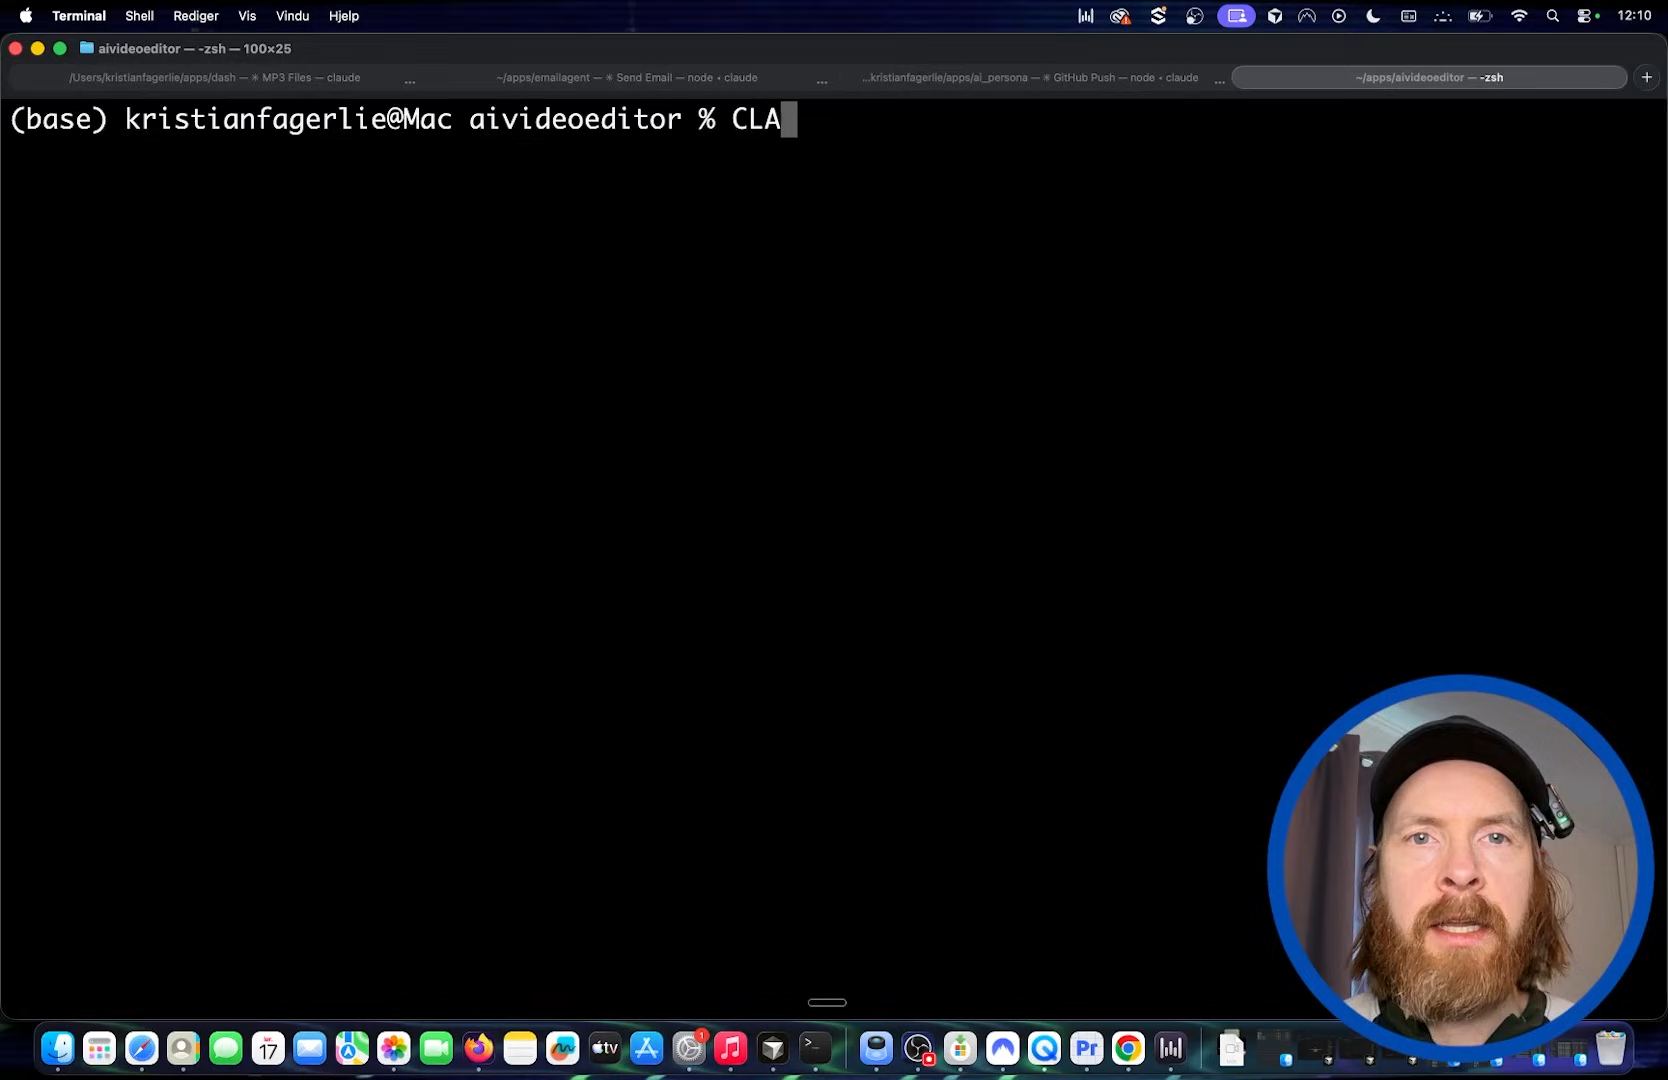 Terminal Shell Rediger Vis Vindu Hjelp 12:10
aivideoeditor — -zsh — 100×25
/Users/kristianfagerlie/apps/dash — ✳ MP3 Files — claude ... ~/apps/emailagent — ✳ Send Email — node ◂ claude ... ...kristianfagerlie/apps/ai_persona — ✳ GitHub Push — node ◂ claude ... ~/apps/aivideoeditor — -zsh +
(base) kristianfagerlie@Mac aivideoeditor % CLA
1
17
tv
>_
Pr